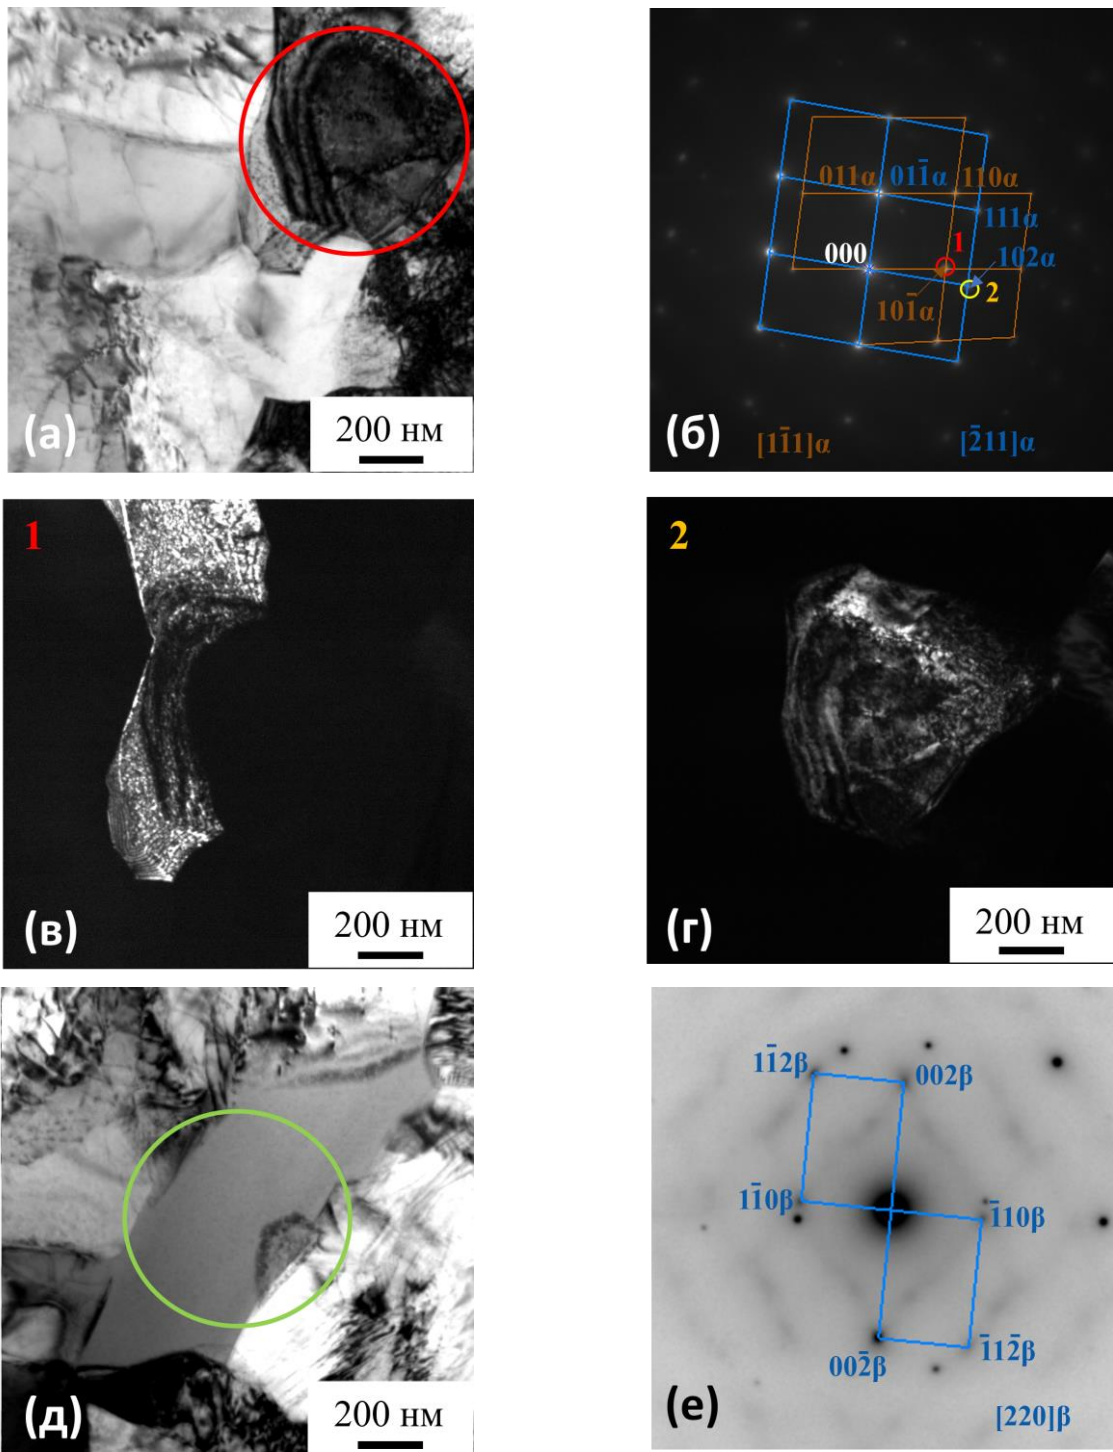 (а)
200 нм
011α 01̄1̄α 110α
111α
000
1
102α
101̄α
2
[11̄1]α
[2̄11]α
(б)
1
(в)
200 нм
2
(г)
200 нм
(д)
200 нм
11̄2β
002β
11̄0β
1̄10β
002̄β
1̄12̄β
[220]β
(е)